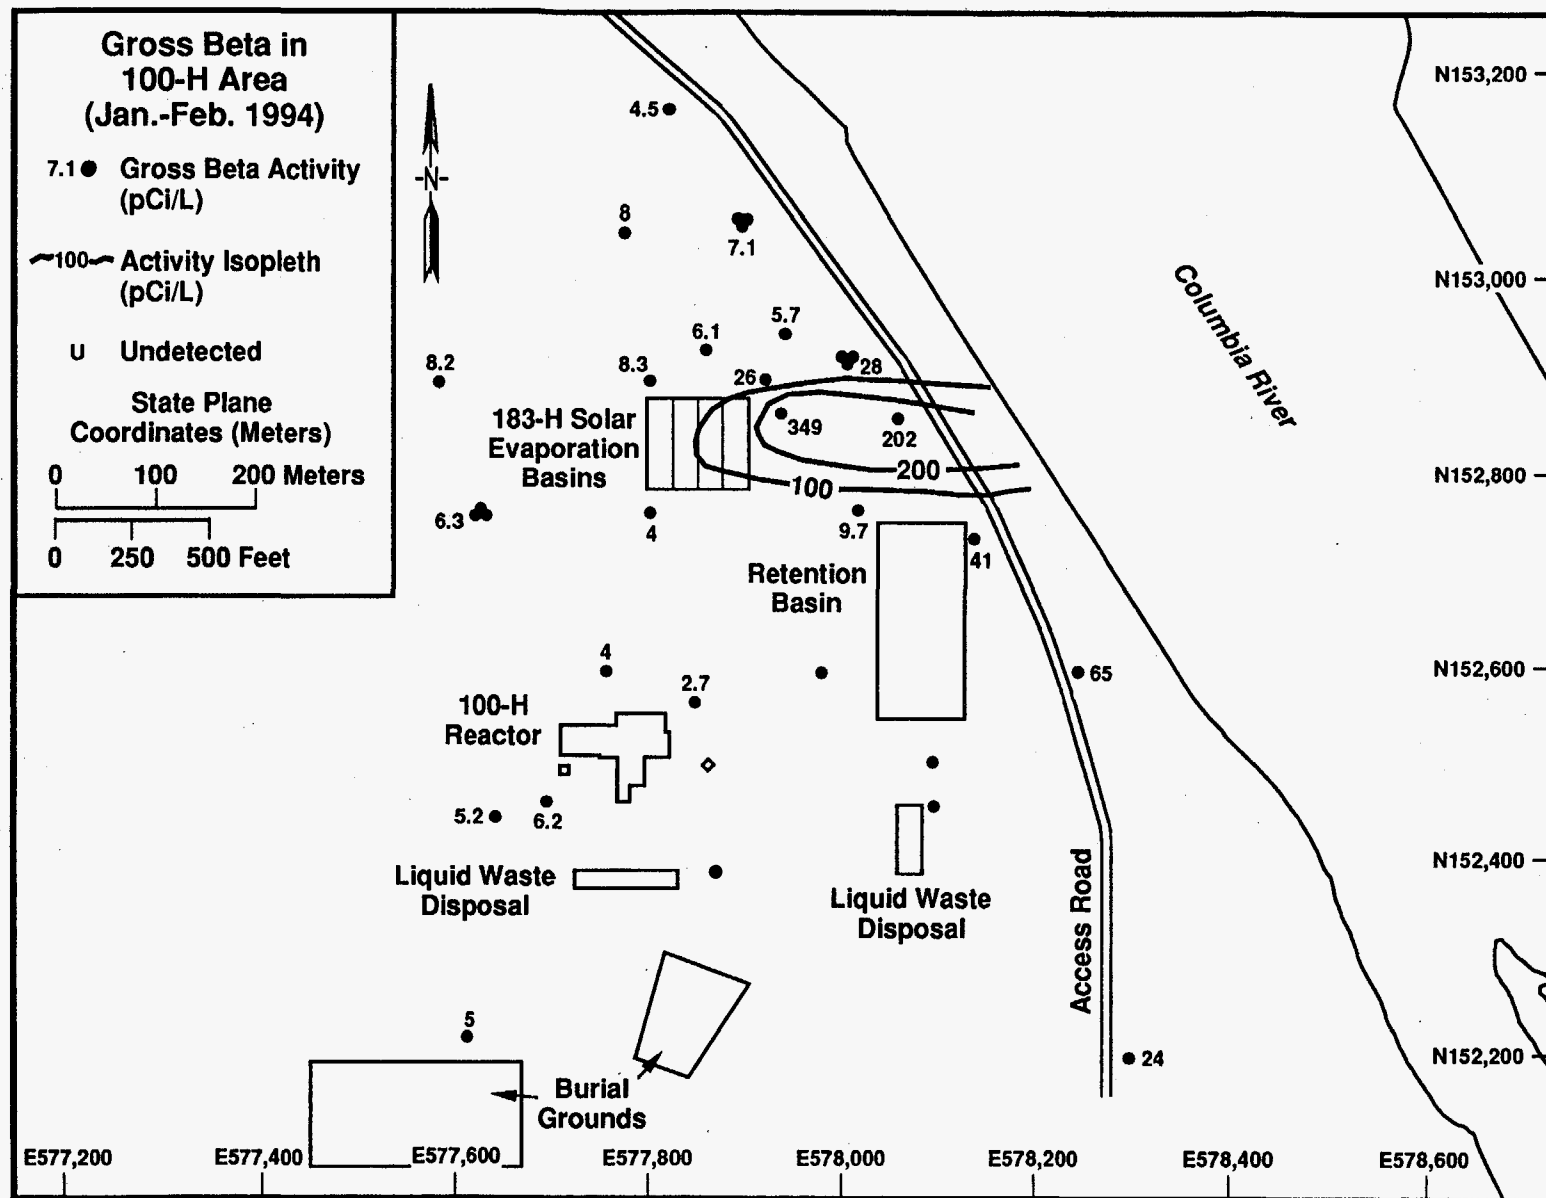 Gross Beta in
100-H Area
(Jan.-Feb. 1994)
7.1 Gross Beta Activity
(pCi/L)
100 Activity Isopleth
(pCi/L)
U Undetected
State Plane
Coordinates (Meters)
0 100 200 Meters
0 250 500 Feet
N
N153,200
4.5
8
7.1
N153,000
Columbia River
5.7
6.1
28
8.2
8.3
26
183-H Solar
Evaporation
Basins
349
202
200
100
N152,800
6.3
4
9.7
41
Retention
Basin
4
2.7
65
N152,600
100-H
Reactor
5.2
6.2
Liquid Waste
Disposal
Liquid Waste
Disposal
Access Road
N152,400
5
24
N152,200
Burial
Grounds
E577,200
E577,400
E577,600
E577,800
E578,000
E578,200
E578,400
E578,600